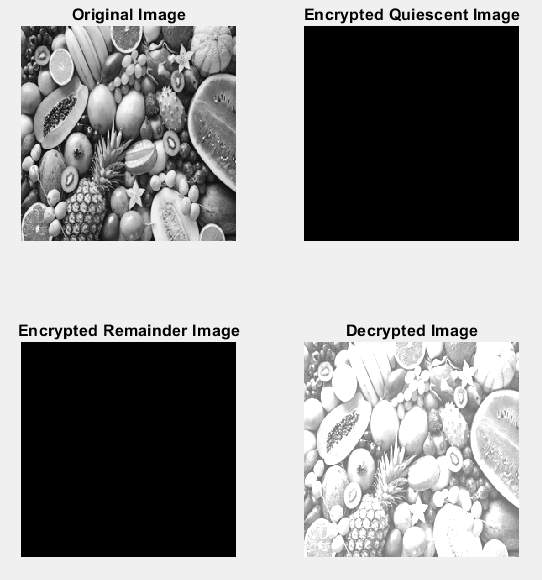 Original Image
Encrypted Quiescent Image
Encrypted Remainder Image
Decrypted Image